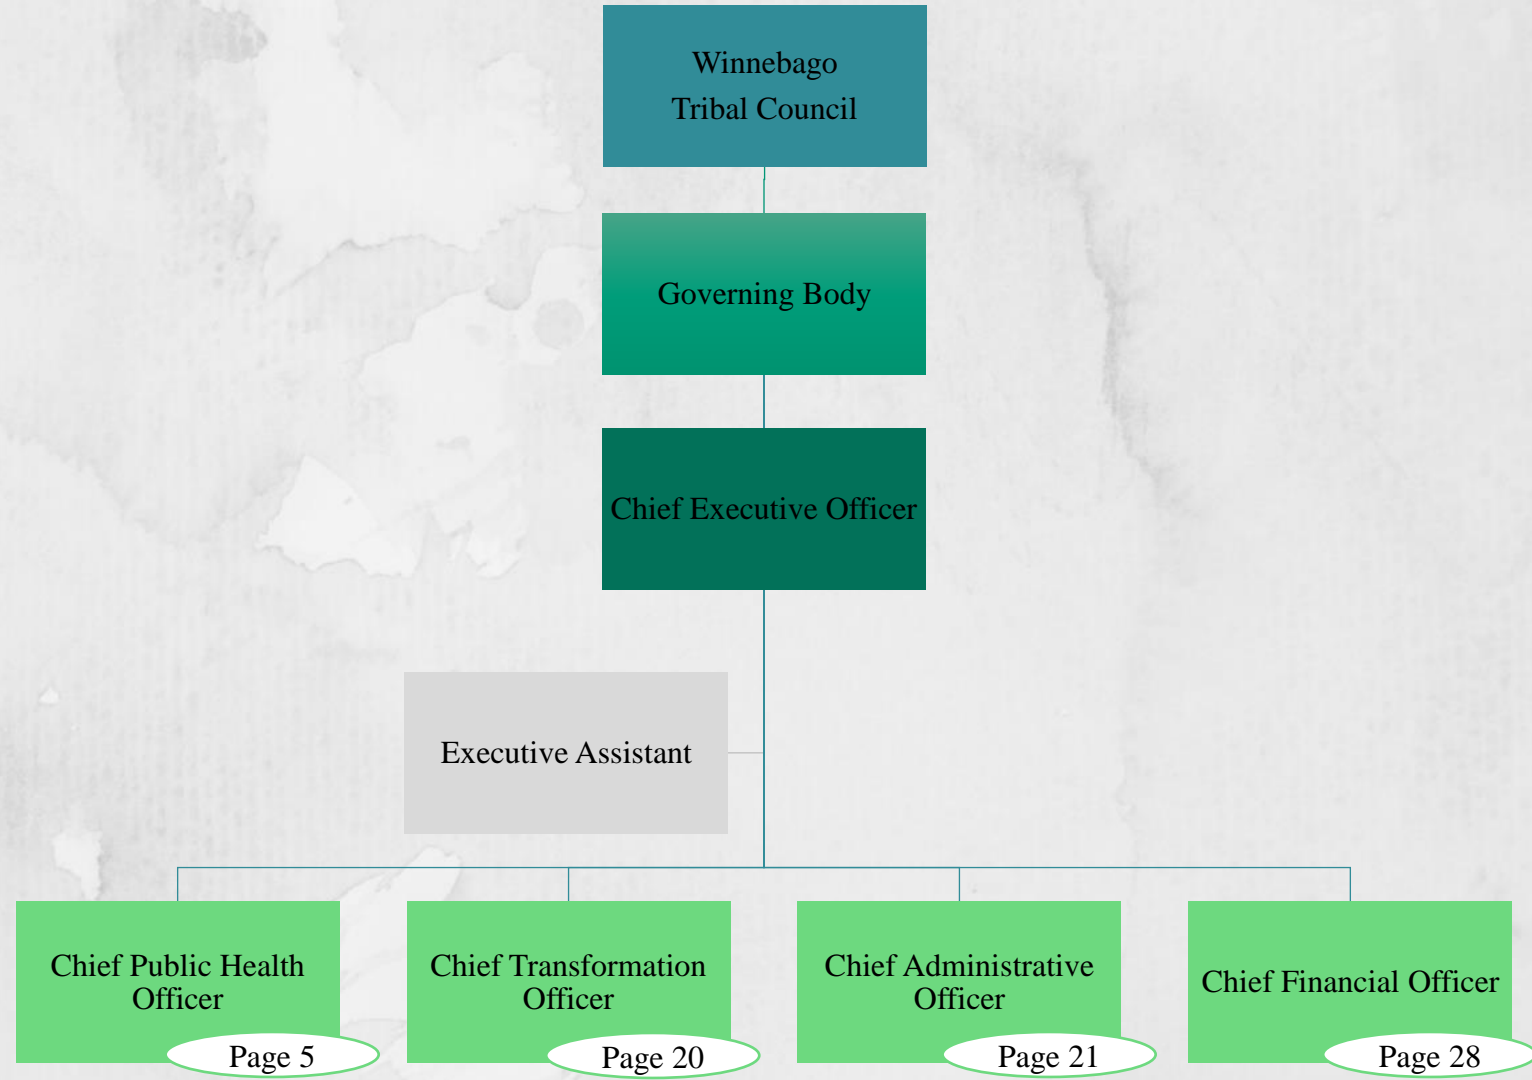 Winnebago
Tribal Council
Governing Body
Chief Executive Officer
Executive Assistant
Chief Public Health
Officer
Page 5
Chief Transformation
Officer
Page 20
Chief Administrative
Officer
Page 21
Chief Financial Officer
Page 28